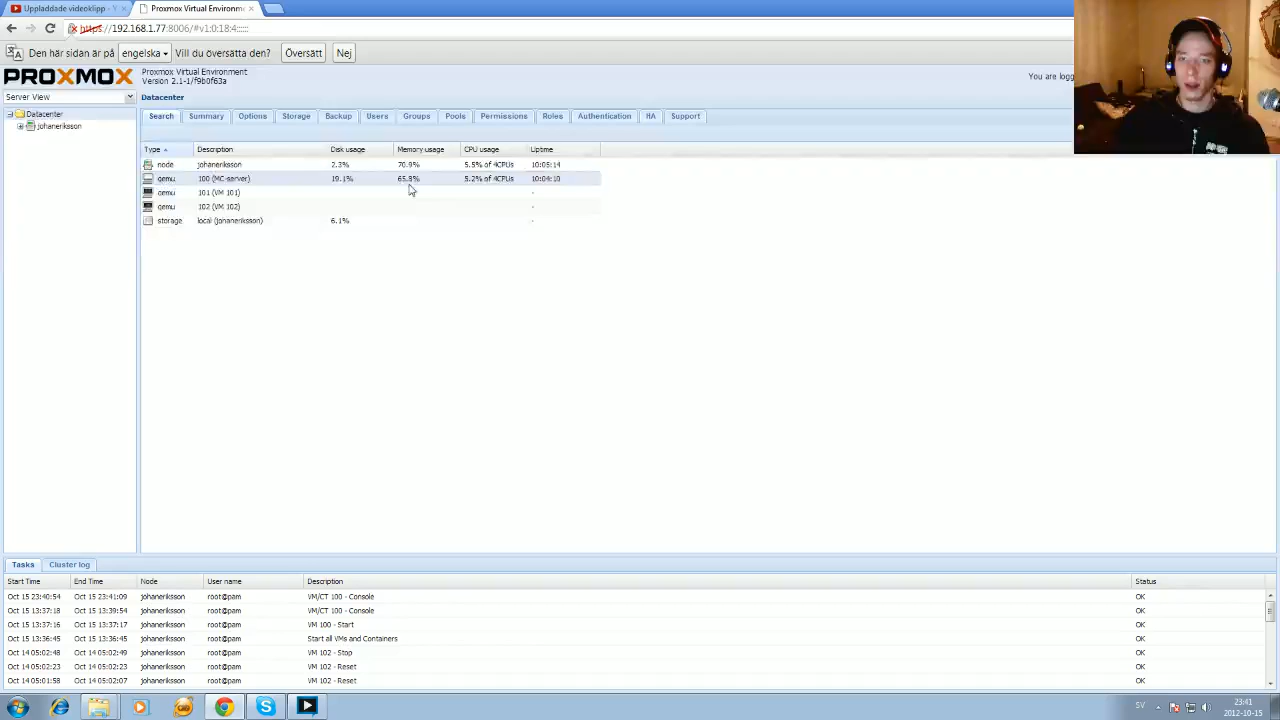 Uppladdade videoklipp - Y
Proxmox Virtual Environm
https://192.168.1.77:8006/#v1:0:18:4::::::
Den här sidan är på engelska Vill du översätta den? Översätt Nej
PROXMOX Proxmox Virtual Environment
Version 2.1-1/f9b0f63a
You are logg
Server View
Datacenter
Datacenter
johaneriksson
Search Summary Options Storage Backup Users Groups Pools Permissions Roles Authentication HA Support
Type Description Disk usage Memory usage CPU usage Uptime
node johaneriksson 2.3% 70.9% 5.5% of 4CPUs 10:05:14
qemu 100 (MC-server) 19.1% 65.8% 5.2% of 4CPUs 10:04:10
qemu 101 (VM 101) -
qemu 102 (VM 102) -
storage local (johaneriksson) 6.1% -
Tasks Cluster log
Start Time End Time Node User name Description Status
Oct 15 23:40:54 Oct 15 23:41:09 johaneriksson root@pam VM/CT 100 - Console OK
Oct 15 13:37:18 Oct 15 13:39:54 johaneriksson root@pam VM/CT 100 - Console OK
Oct 15 13:37:16 Oct 15 13:37:17 johaneriksson root@pam VM 100 - Start OK
Oct 15 13:36:45 Oct 15 13:36:45 johaneriksson root@pam Start all VMs and Containers OK
Oct 14 05:02:48 Oct 14 05:02:49 johaneriksson root@pam VM 102 - Stop OK
Oct 14 05:02:23 Oct 14 05:02:23 johaneriksson root@pam VM 102 - Reset OK
Oct 14 05:01:58 Oct 14 05:02:07 johaneriksson root@pam VM 102 - Reset OK
SV 23:41
2012-10-15